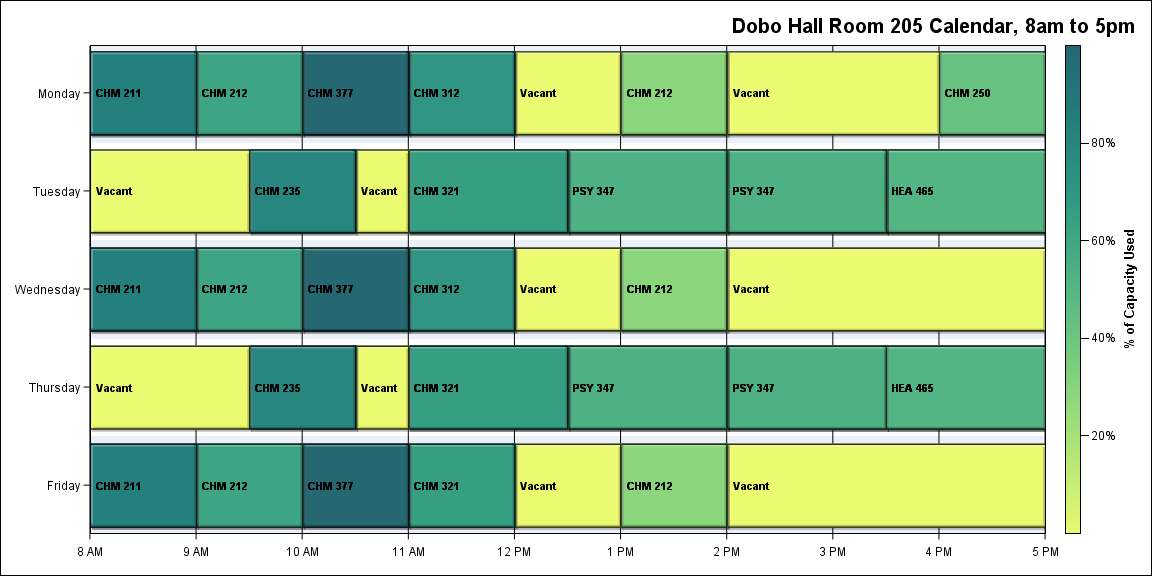 Dobo Hall Room 205 Calendar, 8am to 5pm
Monday
CHM 211
CHM 212
CHM 377
CHM 312
Vacant
CHM 212
Vacant
CHM 250
Tuesday
Vacant
CHM 235
Vacant
CHM 321
PSY 347
PSY 347
HEA 465
Wednesday
CHM 211
CHM 212
CHM 377
CHM 312
Vacant
CHM 212
Vacant
Thursday
Vacant
CHM 235
Vacant
CHM 321
PSY 347
PSY 347
HEA 465
Friday
CHM 211
CHM 212
CHM 377
CHM 321
Vacant
CHM 212
Vacant
8 AM
9 AM
10 AM
11 AM
12 PM
1 PM
2 PM
3 PM
4 PM
5 PM
80%
60%
40%
20%
% of Capacity Used